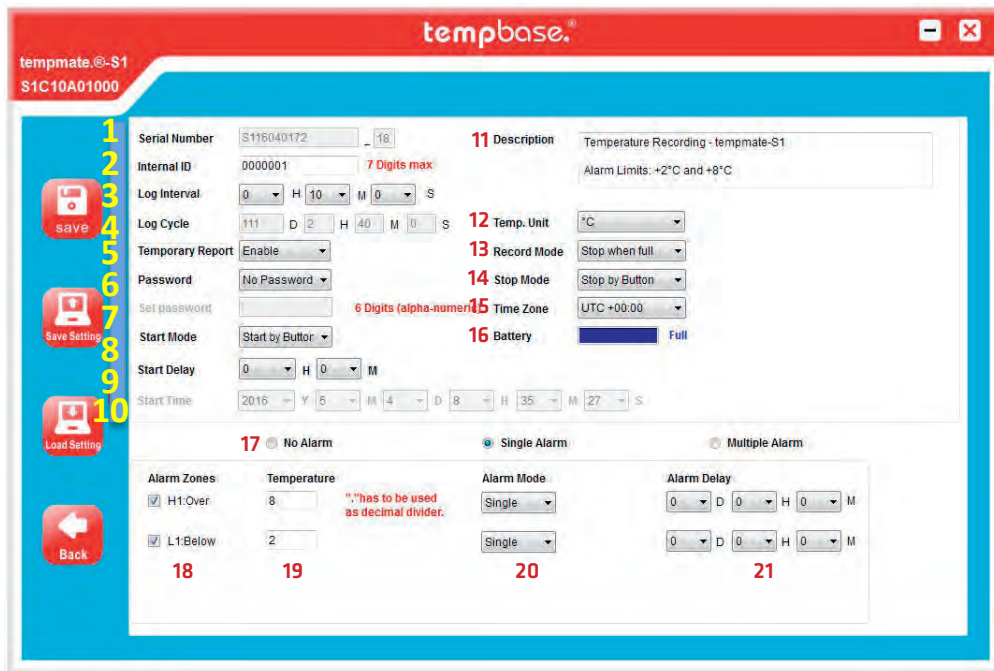 tempbase.®
tempmate.®-S1
S1C10A01000
1 Serial Number S116040172 _ 18
2 Internal ID 0000001 7 Digits max
3 Log Interval 0 H 10 M 0 S
4 Log Cycle 111 D 2 H 40 M 0 S
5 Temporary Report Enable
6 Password No Password
7 Set password 6 Digits (alpha-numeric)
8 Start Mode Start by Button
9 Start Delay 0 H 0 M
10 Start Time 2016 Y 5 M 4 D 8 H 35 M 27 S
11 Description Temperature Recording - tempmate-S1
Alarm Limits: +2°C and +8°C
12 Temp. Unit °C
13 Record Mode Stop when full
14 Stop Mode Stop by Button
15 Time Zone UTC +00:00
16 Battery Full
save
Save Setting
Load Setting
Back
17 No Alarm Single Alarm Multiple Alarm
Alarm Zones Temperature Alarm Mode Alarm Delay
H1:Over 8 "."has to be used Single 0 D 0 H 0 M
as decimal divider.
L1:Below 2 Single 0 D 0 H 0 M
18 19 20 21